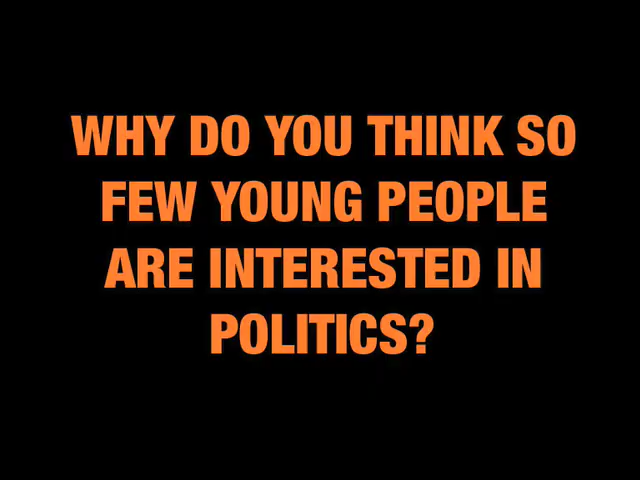 WHY DO YOU THINK SO
FEW YOUNG PEOPLE
ARE INTERESTED IN
POLITICS?